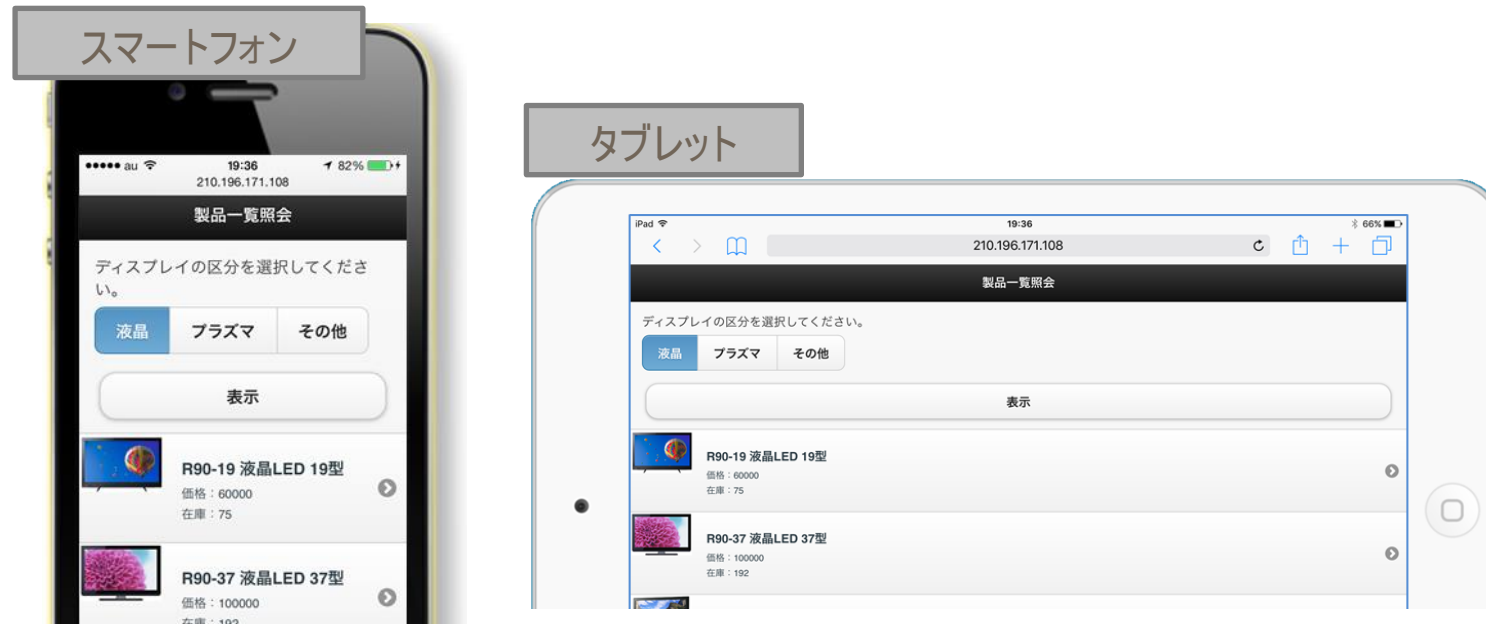 スマートフォン
au 19:36 82%
210.196.171.108
製品一覧照会
ディスプレイの区分を選択してくださ
い。
液晶 プラズマ その他
表示
R90-19 液晶LED 19型
価格：60000
在庫：75
R90-37 液晶LED 37型
価格：100000
在庫：192
タブレット
iPad 19:36 66%
210.196.171.108
製品一覧照会
ディスプレイの区分を選択してください。
液晶 プラズマ その他
表示
R90-19 液晶LED 19型
価格：60000
在庫：75
R90-37 液晶LED 37型
価格：100000
在庫：192